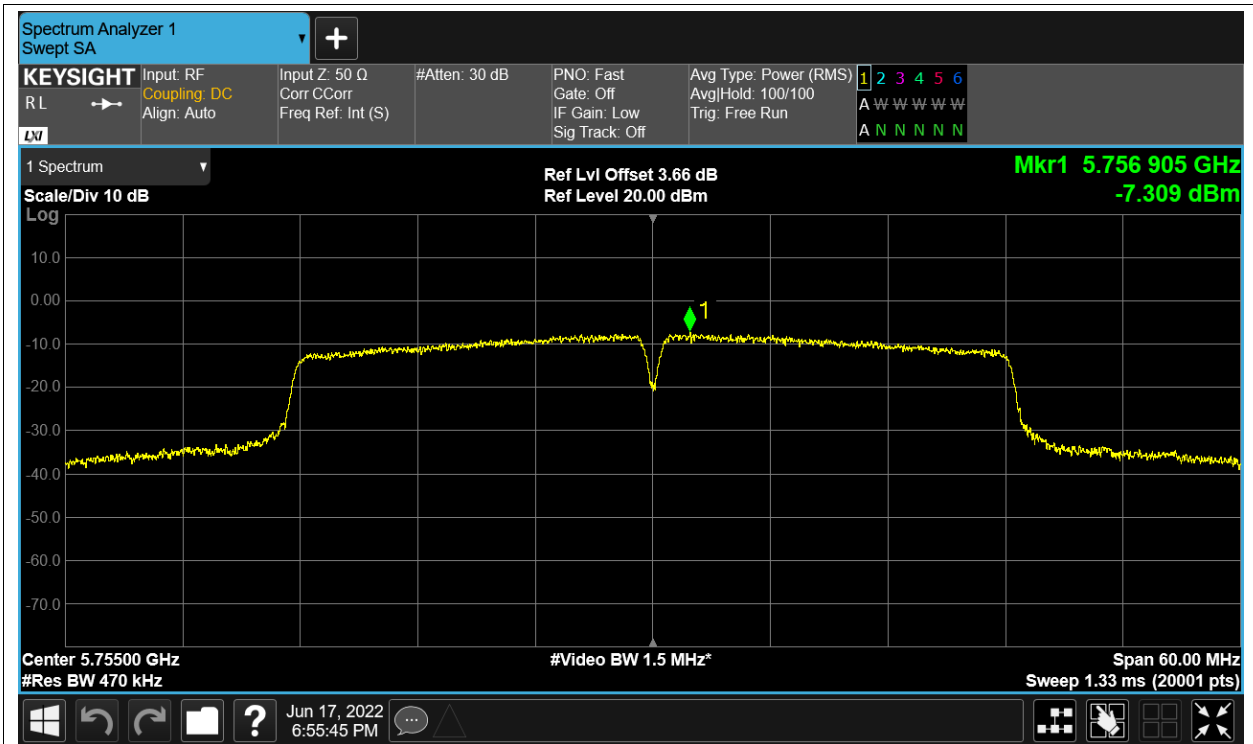 Spectrum Analyzer 1
Swept SA
KEYSIGHT
R L
LXI
Input: RF
Coupling: DC
Align: Auto
Input Z: 50 Ω
Corr CCorr
Freq Ref: Int (S)
#Atten: 30 dB
PNO: Fast
Gate: Off
IF Gain: Low
Sig Track: Off
Avg Type: Power (RMS)
Avg|Hold: 100/100
Trig: Free Run
1 2 3 4 5 6
A W W W W W
A N N N N N
1 Spectrum
Scale/Div 10 dB
Log
Ref Lvl Offset 3.66 dB
Ref Level 20.00 dBm
Mkr1 5.756 905 GHz
-7.309 dBm
10.0
0.00
1
-10.0
-20.0
-30.0
-40.0
-50.0
-60.0
-70.0
Center 5.75500 GHz
#Video BW 1.5 MHz*
Span 60.00 MHz
#Res BW 470 kHz
Sweep 1.33 ms (20001 pts)
?
Jun 17, 2022
6:55:45 PM